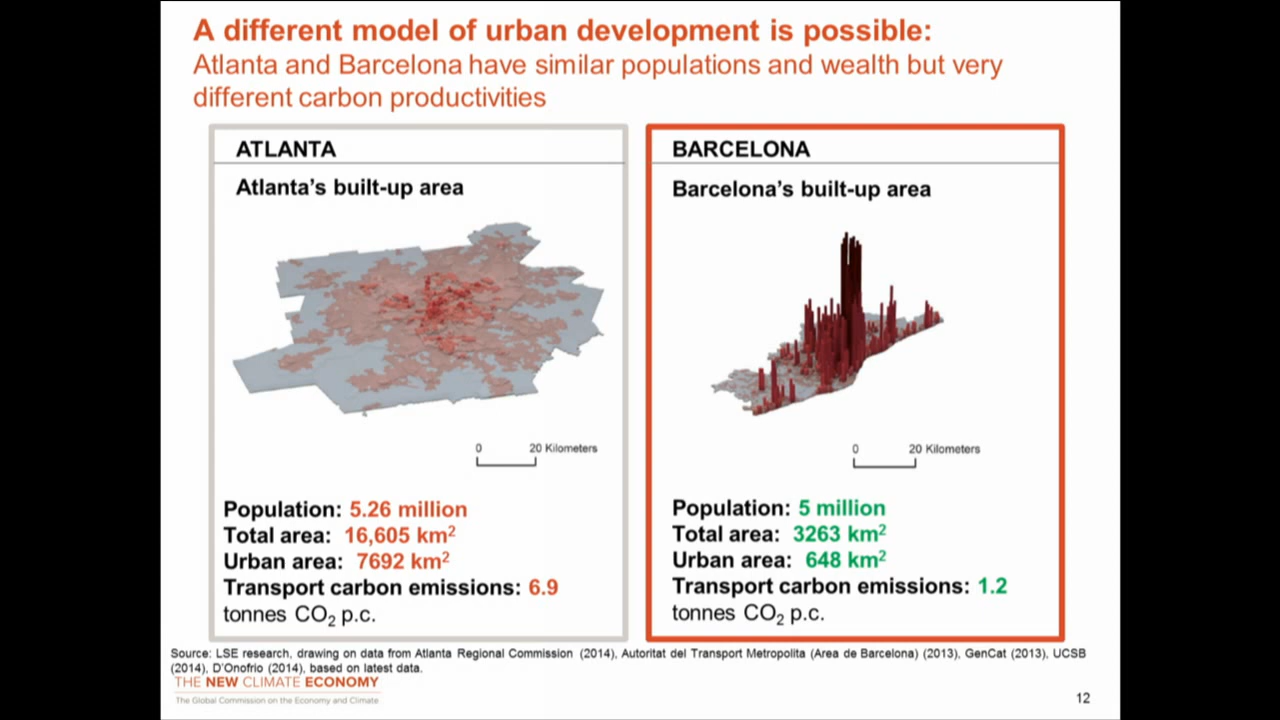 A different model of urban development is possible:
Atlanta and Barcelona have similar populations and wealth but very
different carbon productivities
ATLANTA
Atlanta’s built-up area
0 20 Kilometers
Population: 5.26 million
Total area: 16,605 km²
Urban area: 7692 km²
Transport carbon emissions: 6.9
tonnes CO₂ p.c.
BARCELONA
Barcelona’s built-up area
0 20 Kilometers
Population: 5 million
Total area: 3263 km²
Urban area: 648 km²
Transport carbon emissions: 1.2
tonnes CO₂ p.c.
Source: LSE research, drawing on data from Atlanta Regional Commission (2014), Autoritat del Transport Metropolita (Area de Barcelona) (2013), GenCat (2013), UCSB
(2014), D’Onofrio (2014), based on latest data.
THE NEW CLIMATE ECONOMY
The Global Commission on the Economy and Climate
12